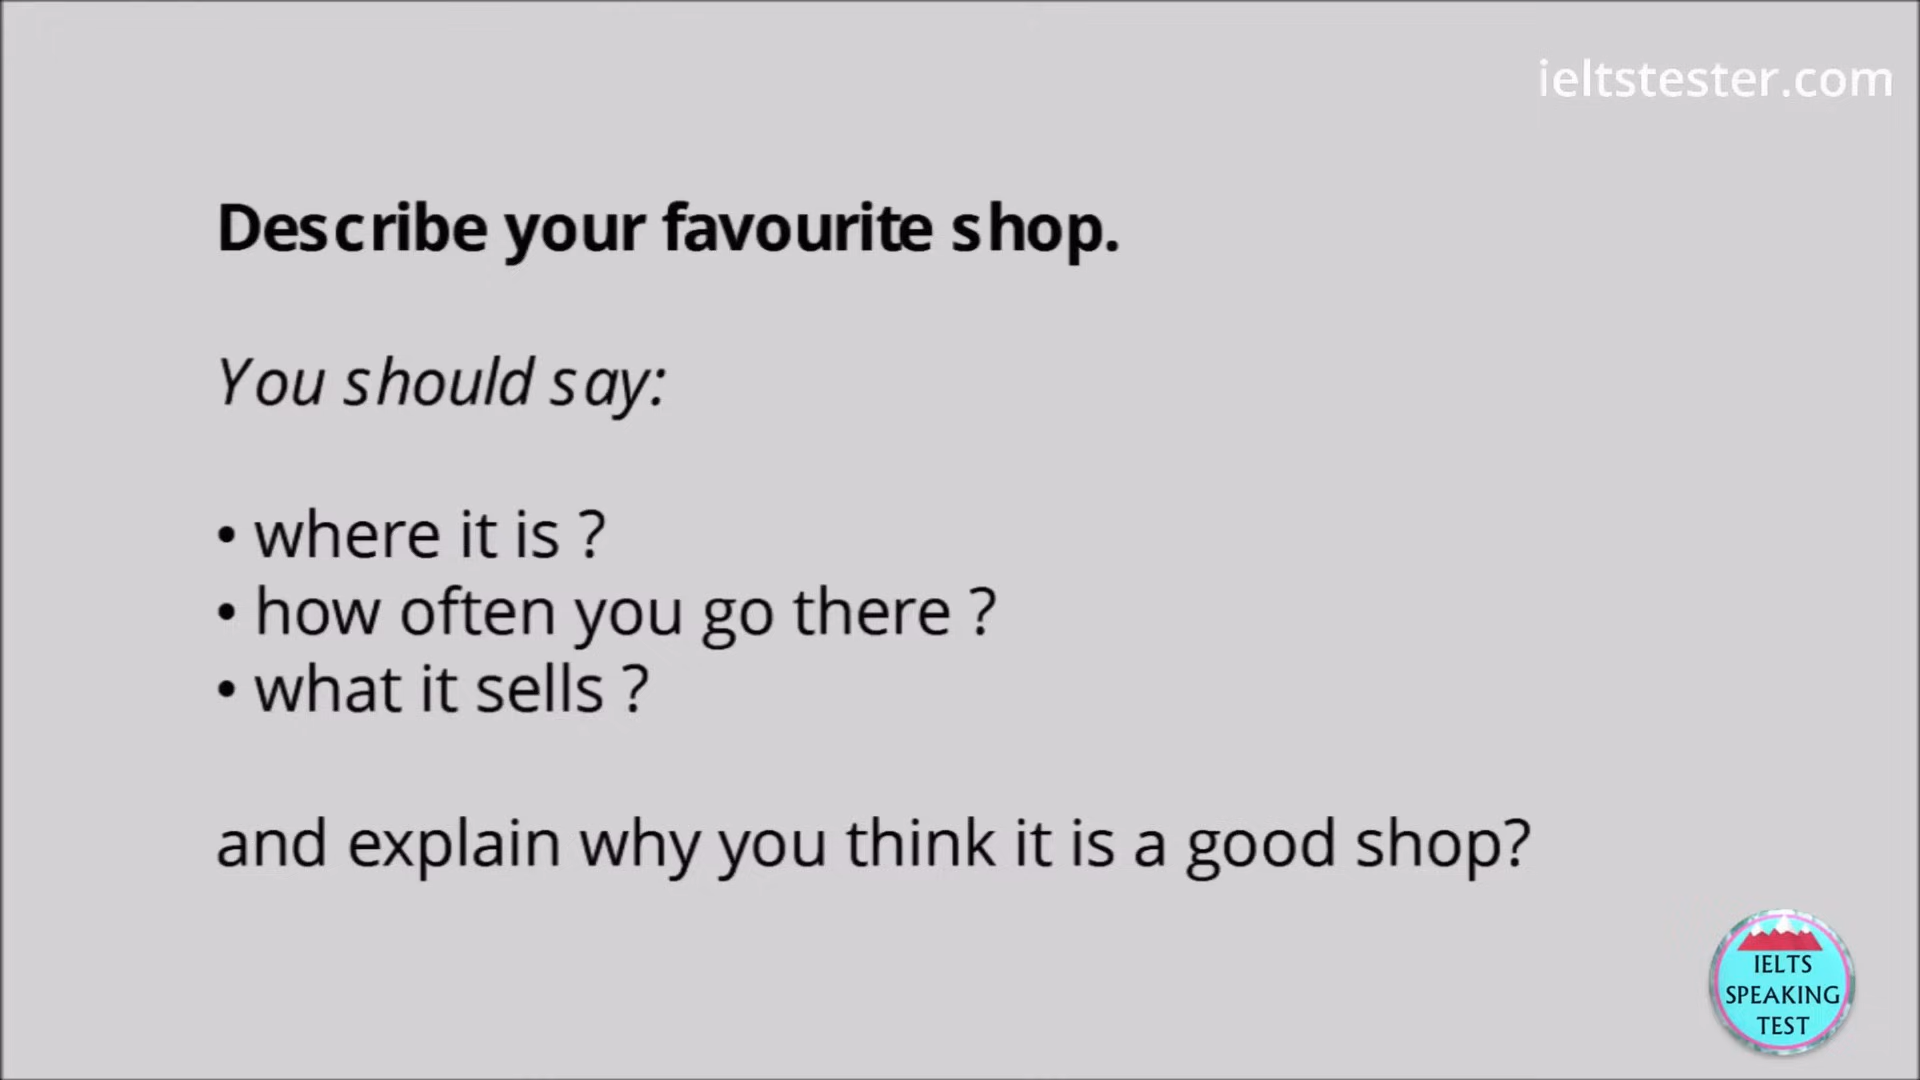 ieltstester.com
Describe your favourite shop.
You should say:
• where it is ?
• how often you go there ?
• what it sells ?
and explain why you think it is a good shop?
IELTS
SPEAKING
TEST